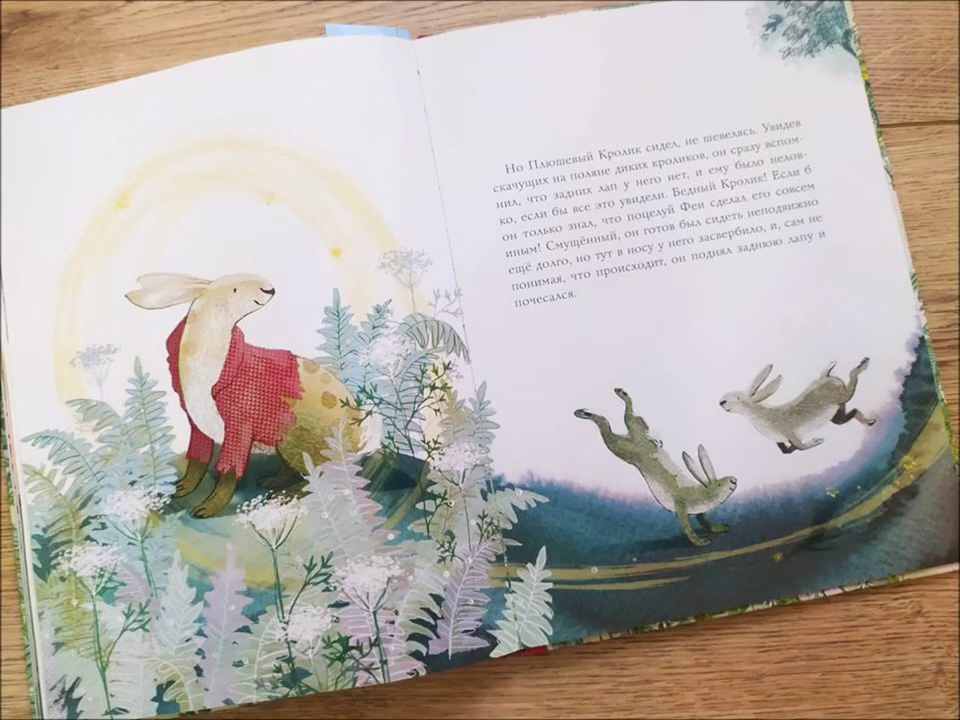 Но Плюшевый Кролик сидел, не шевелясь. Увидев
скачущих на поляне диких кроликов, он сразу вспом-
нил, что задних лап у него нет, и ему было нелов-
ко, если бы все это увидели. Бедный Кролик! Если б
он только знал, что поцелуй Феи сделал его совсем
иным! Смущённый, он готов был сидеть неподвижно
ещё долго, но тут в носу у него засвербило, и, сам не
понимая, что происходит, он поднял заднюю лапу и
почесался.